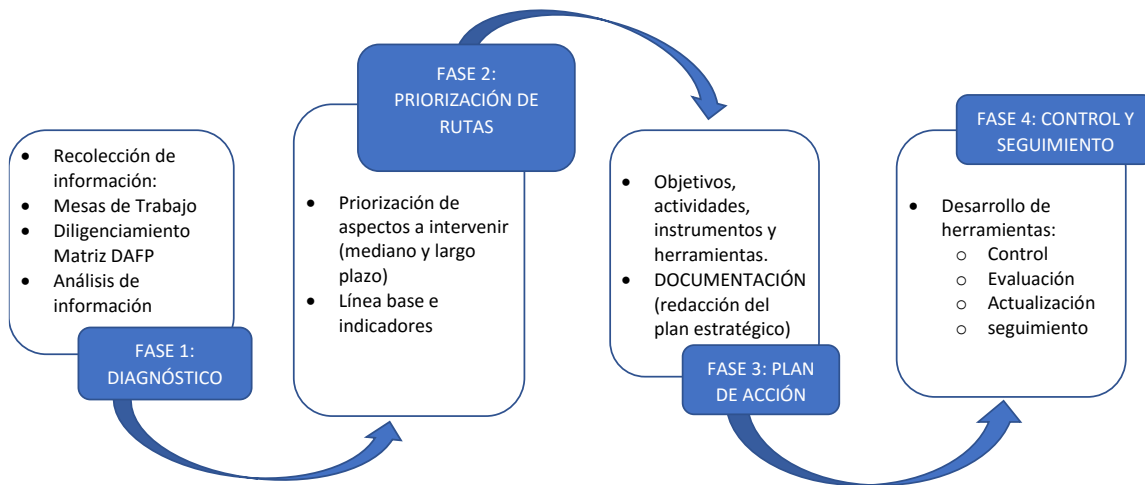 • Recolección de
información:
• Mesas de Trabajo
• Diligenciamiento
Matriz DAFP
• Análisis de
información
FASE 1:
DIAGNÓSTICO
FASE 2:
PRIORIZACIÓN DE
RUTAS
• Priorización de
aspectos a intervenir
(mediano y largo
plazo)
• Línea base e
indicadores
• Objetivos,
actividades,
instrumentos y
herramientas.
• DOCUMENTACIÓN
(redacción del
plan estratégico)
FASE 3: PLAN
DE ACCIÓN
FASE 4: CONTROL Y
SEGUIMIENTO
• Desarrollo de
herramientas:
o Control
o Evaluación
o Actualización
o seguimiento